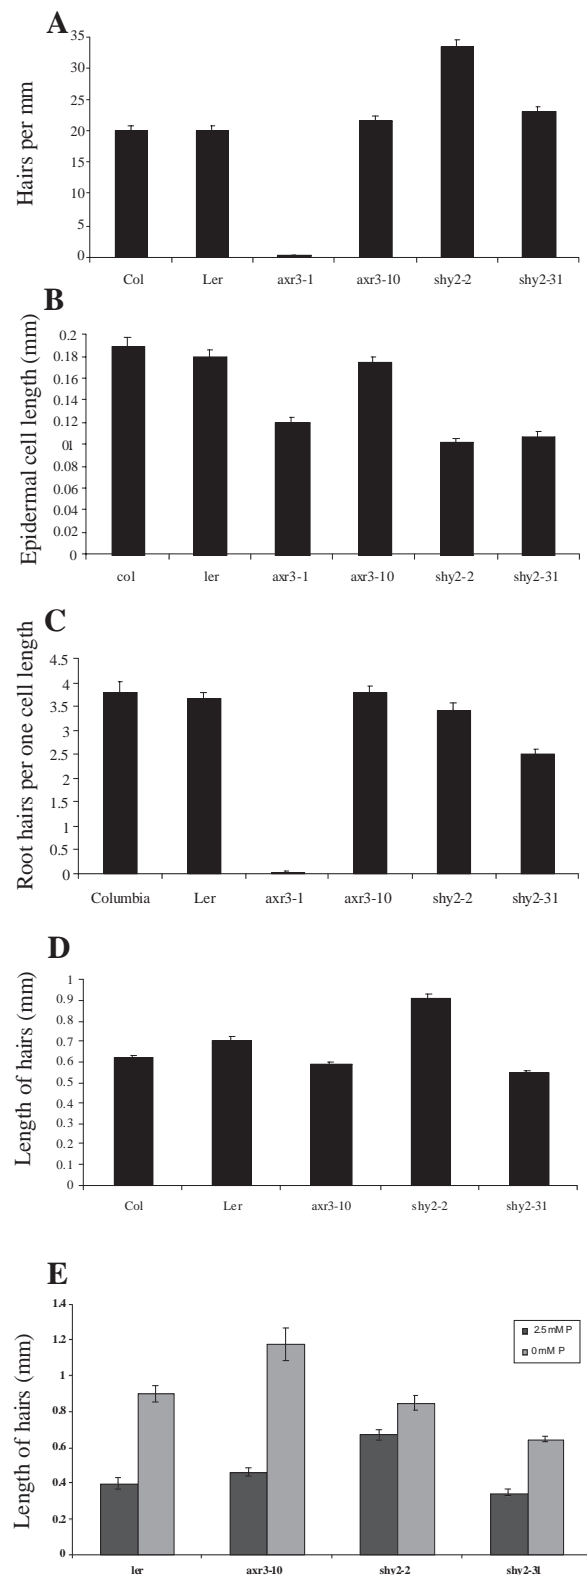 A
Hairs per mm
35
30
25
20
15
10
5
0
Col Ler axr3-1 axr3-10 shy2-2 shy2-31
B
Epidermal cell length (mm)
0.2
0.18
0.16
0.14
0.12
01
0.08
0.06
0.04
0.02
0
col ler axr3-1 axr3-10 shy2-2 shy2-31
C
Root hairs per one cell length
4.5
4
3.5
3
2.5
2
1.5
1
0.5
0
Columbia Ler axr3-1 axr3-10 shy2-2 shy2-31
D
Length of hairs (mm)
1
0.9
0.8
0.7
0.6
0.5
0.4
0.3
0.2
0.1
0
Col Ler axr3-10 shy2-2 shy2-31
E
Length of hairs (mm)
1.4
1.2
1
0.8
0.6
0.4
0.2
0
2.5 mM P
0 mM P
ler axr3-10 shy2-2 shy2-31